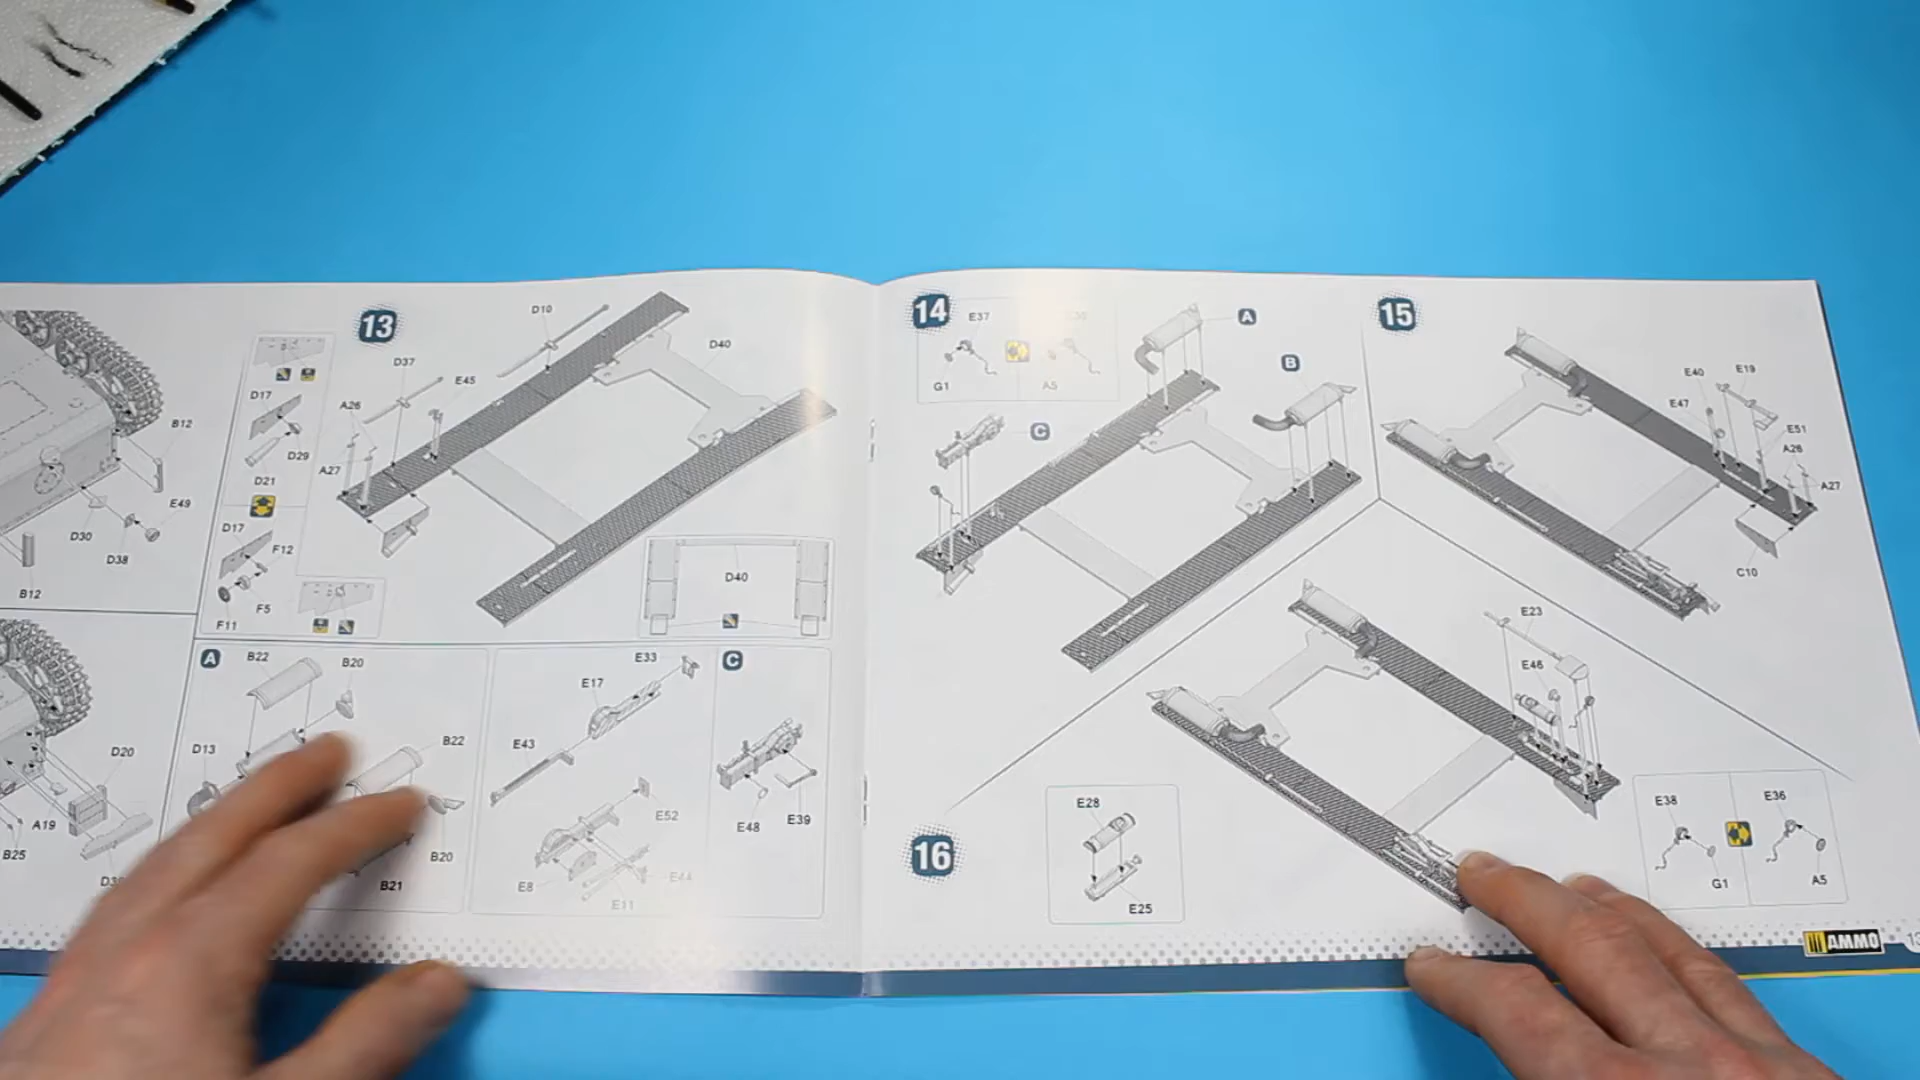 B12
E49
D30
D38
B12
D20
A19
B25
13
D17
D29
D21
D17
F12
F5
F11
D10
D40
D37
E45
A26
A27
D40
A
B22
B20
D13
B22
B20
B21
E33
E17
E43
E52
E8
E11
E44
C
E48
E39
14
E37
G1
A5
A
B
C
15
E40
E19
E47
E51
A26
A27
C10
16
E28
E25
E23
E46
E38
E36
G1
A5
AMMO